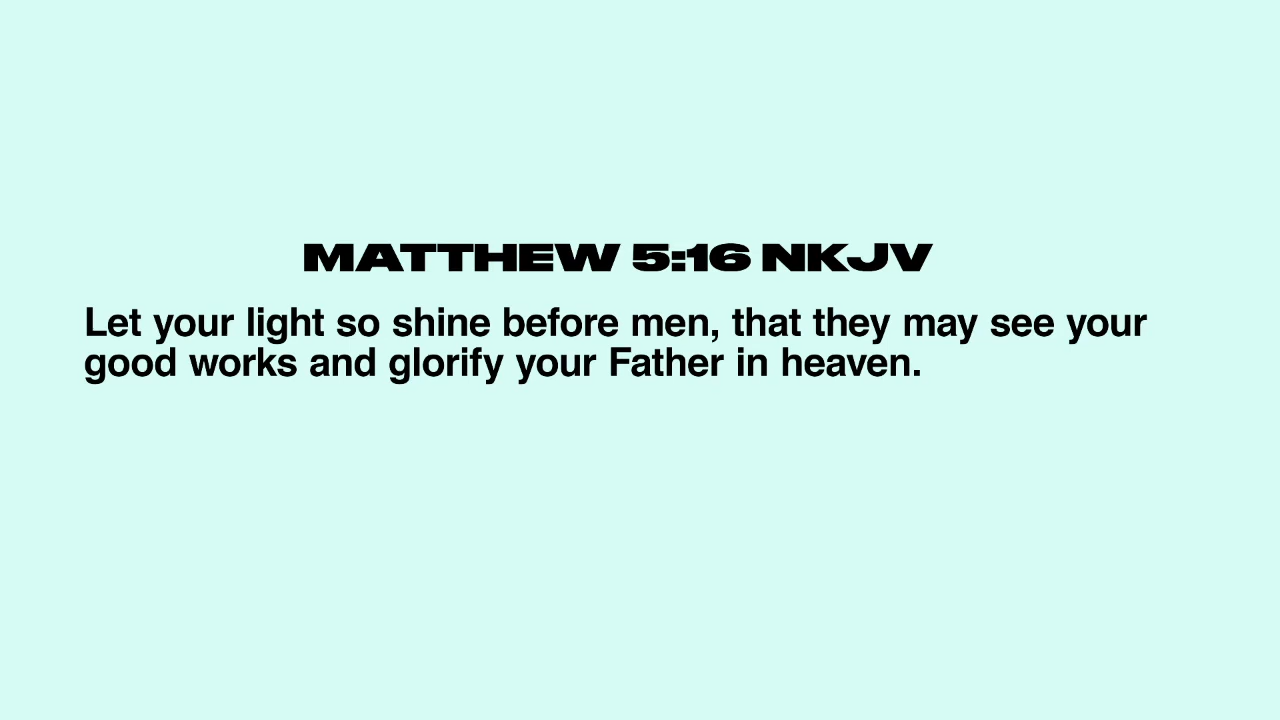 MATTHEW 5:16 NKJV
Let your light so shine before men, that they may see your
good works and glorify your Father in heaven.